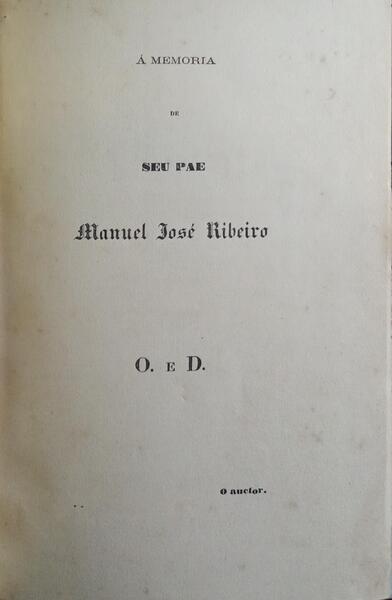 Á MEMORIA
DE
SEU PAE
Manuel José Ribeiro
O. E D.
O auctor.